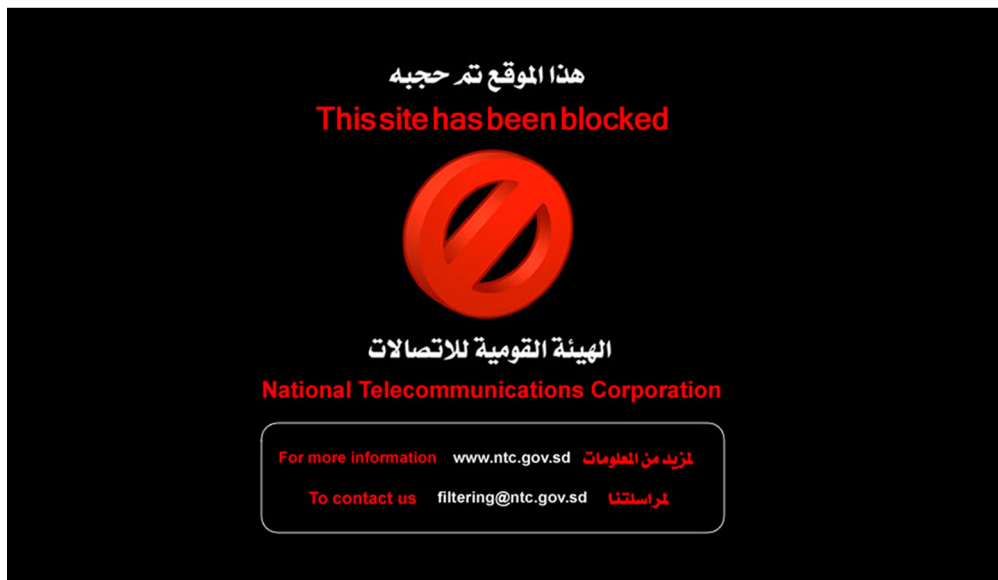 هذا الموقع تم حجبه
This site has been blocked
الهيئة القومية للاتصالات
National Telecommunications Corporation
For more information www.ntc.gov.sd لمزيد من المعلومات
To contact us filtering@ntc.gov.sd لمراسلتنا